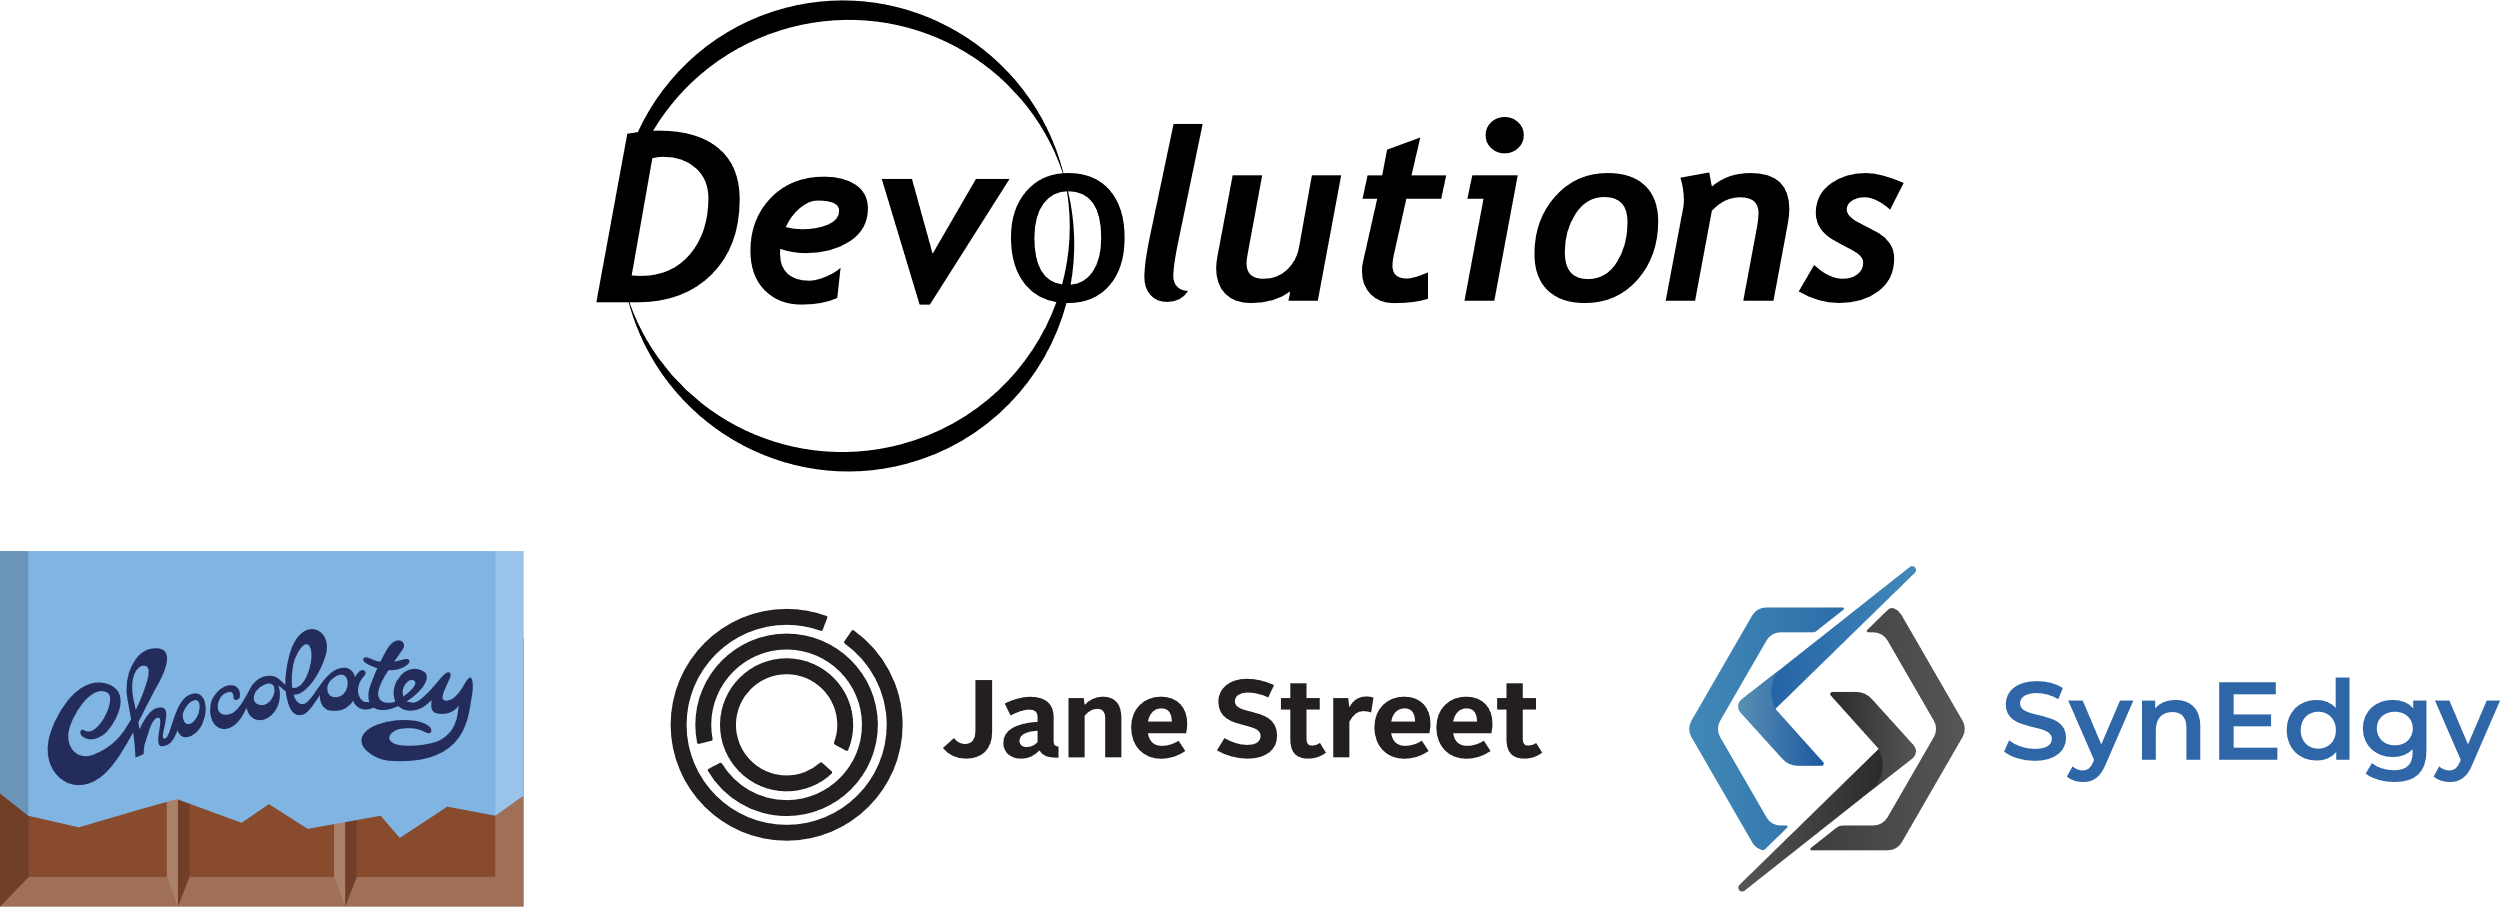 Devolutions
Chocolatey
Jane Street
SynEdgy